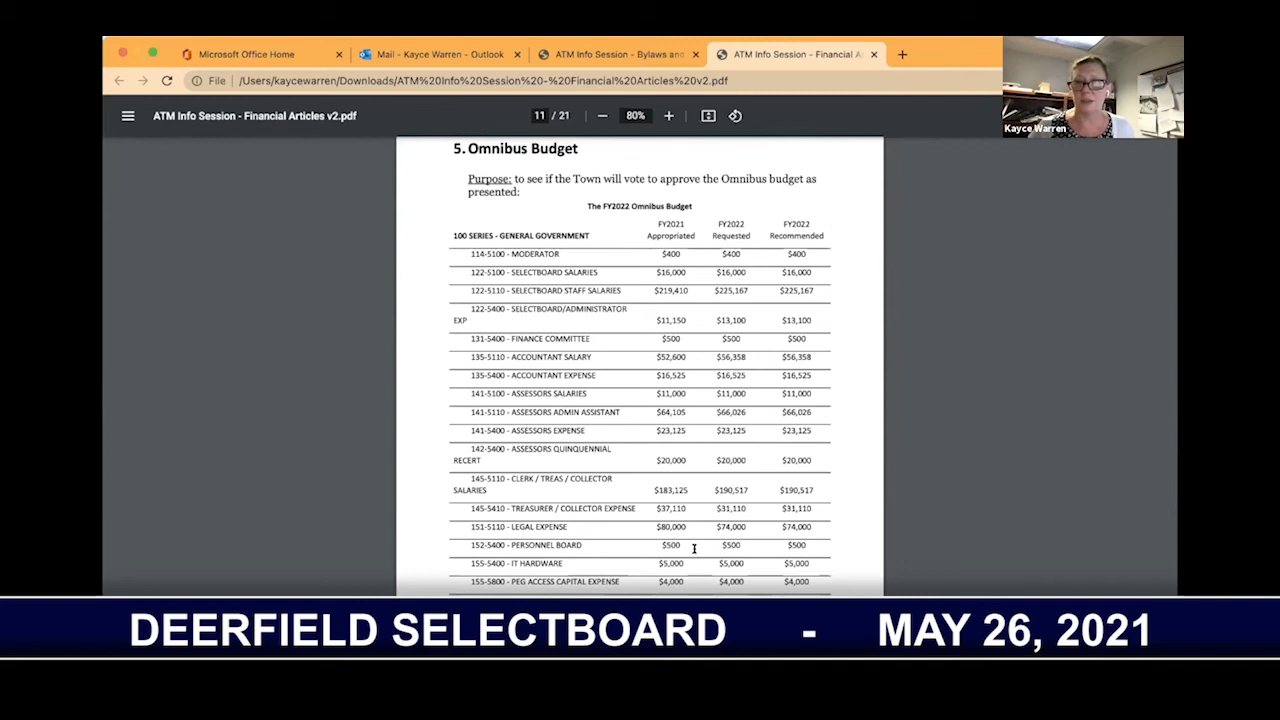 Microsoft Office Home
Mail - Kayce Warren - Outlook
ATM Info Session - Bylaws and
ATM Info Session - Financial A
File | /Users/kaycewarren/Downloads/ATM%20Info%20Session%20-%20Financial%20Articles%20v2.pdf
Kayce Warren
ATM Info Session - Financial Articles v2.pdf
11 / 21
80%
5. Omnibus Budget
Purpose: to see if the Town will vote to approve the Omnibus budget as
presented:
The FY2022 Omnibus Budget
FY2021 FY2022 FY2022
100 SERIES - GENERAL GOVERNMENT Appropriated Requested Recommended
114-5100 - MODERATOR $400 $400 $400
122-5100 - SELECTBOARD SALARIES $16,000 $16,000 $16,000
122-5110 - SELECTBOARD STAFF SALARIES $219,410 $225,167 $225,167
122-5400 - SELECTBOARD/ADMINISTRATOR
EXP $11,150 $13,100 $13,100
131-5400 - FINANCE COMMITTEE $500 $500 $500
135-5110 - ACCOUNTANT SALARY $52,600 $56,358 $56,358
135-5400 - ACCOUNTANT EXPENSE $16,525 $16,525 $16,525
141-5100 - ASSESSORS SALARIES $11,000 $11,000 $11,000
141-5110 - ASSESSORS ADMIN ASSISTANT $64,105 $66,026 $66,026
141-5400 - ASSESSORS EXPENSE $23,125 $23,125 $23,125
142-5400 - ASSESSORS QUINQUENNIAL
RECERT $20,000 $20,000 $20,000
145-5110 - CLERK / TREAS / COLLECTOR
SALARIES $183,125 $190,517 $190,517
145-5410 - TREASURER / COLLECTOR EXPENSE $37,110 $31,110 $31,110
151-5110 - LEGAL EXPENSE $80,000 $74,000 $74,000
152-5400 - PERSONNEL BOARD $500 $500 $500
155-5400 - IT HARDWARE $5,000 $5,000 $5,000
155-5800 - PEG ACCESS CAPITAL EXPENSE $4,000 $4,000 $4,000
DEERFIELD SELECTBOARD - MAY 26, 2021